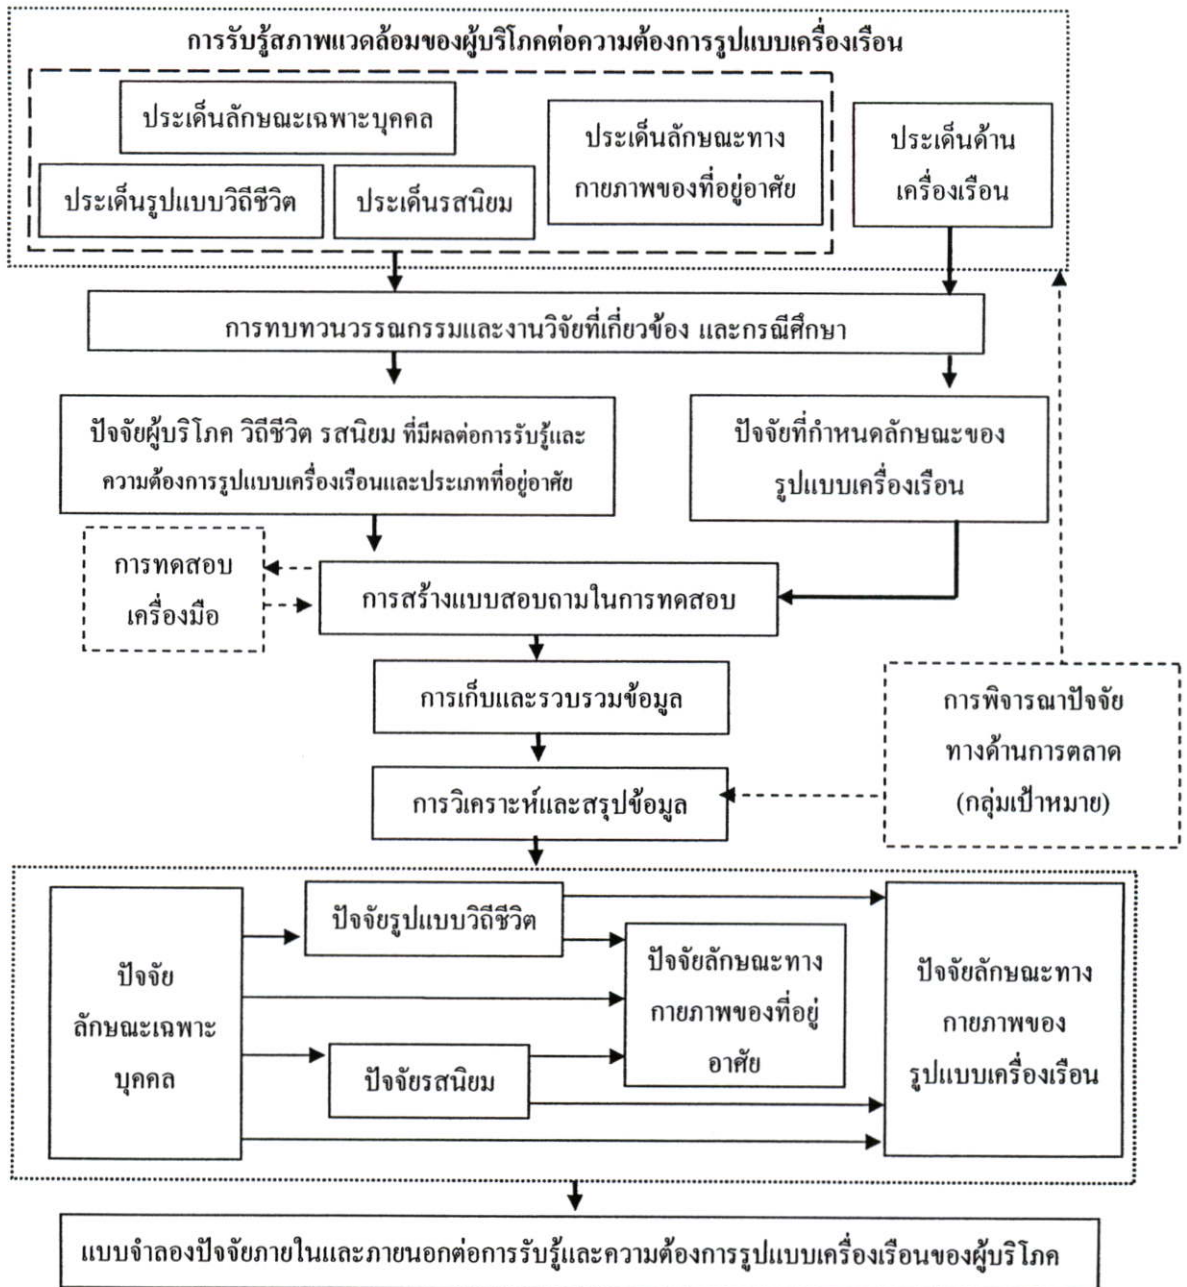 การรับรู้สภาพแวดล้อมของผู้บริโภคต่อความต้องการรูปแบบเครื่องเรือน
ประเด็นลักษณะเฉพาะบุคคล
ประเด็นรูปแบบวิถีชีวิต
ประเด็นรสนิยม
ประเด็นลักษณะทาง
กายภาพของที่อยู่อาศัย
ประเด็นด้าน
เครื่องเรือน
การทบทวนวรรณกรรมและงานวิจัยที่เกี่ยวข้อง และกรณีศึกษา
ปัจจัยผู้บริโภค วิถีชีวิต รสนิยม ที่มีผลต่อการรับรู้และ
ความต้องการรูปแบบเครื่องเรือนและประเภทที่อยู่อาศัย
ปัจจัยที่กำหนดลักษณะของ
รูปแบบเครื่องเรือน
การทดสอบ
เครื่องมือ
การสร้างแบบสอบถามในการทดสอบ
การเก็บและรวบรวมข้อมูล
การพิจารณาปัจจัย
ทางด้านการตลาด
(กลุ่มเป้าหมาย)
การวิเคราะห์และสรุปข้อมูล
ปัจจัย
ลักษณะเฉพาะ
บุคคล
ปัจจัยรูปแบบวิถีชีวิต
ปัจจัยรสนิยม
ปัจจัยลักษณะทาง
กายภาพของที่อยู่
อาศัย
ปัจจัยลักษณะทาง
กายภาพของ
รูปแบบเครื่องเรือน
แบบจำลองปัจจัยภายในและภายนอกต่อการรับรู้และความต้องการรูปแบบเครื่องเรือนของผู้บริโภค